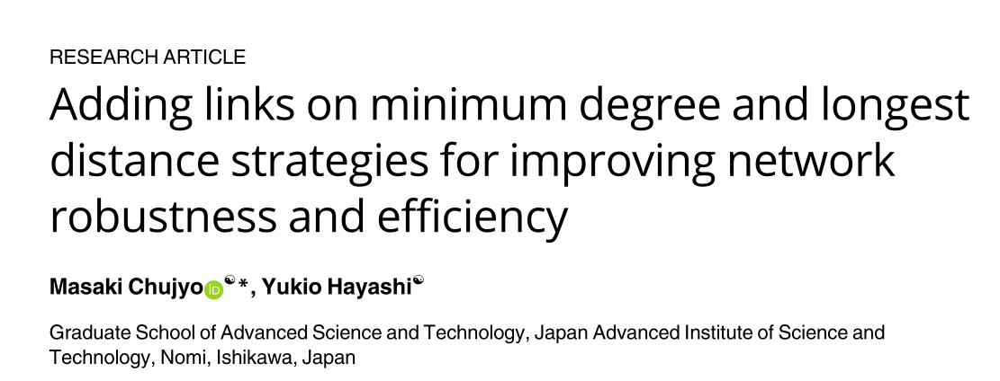 RESEARCH ARTICLE
Adding links on minimum degree and longest
distance strategies for improving network
robustness and efficiency
Masaki Chujyo iD ☯*, Yukio Hayashi☯
Graduate School of Advanced Science and Technology, Japan Advanced Institute of Science and
Technology, Nomi, Ishikawa, Japan